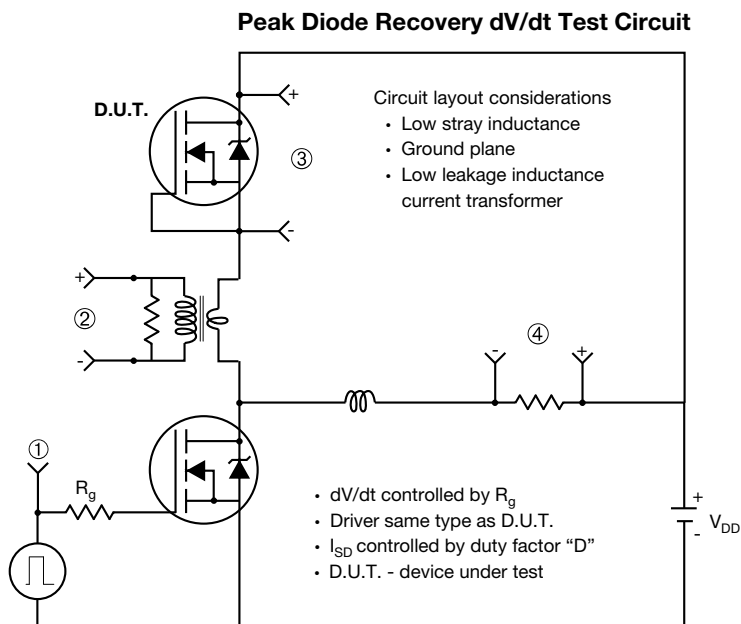 Peak Diode Recovery dV/dt Test Circuit
D.U.T.
+
③
-
Circuit layout considerations
• Low stray inductance
• Ground plane
• Low leakage inductance
current transformer
+
②
-
- ④ +
①
Rg
• dV/dt controlled by Rg
• Driver same type as D.U.T.
• ISD controlled by duty factor “D”
• D.U.T. - device under test
+
VDD
-